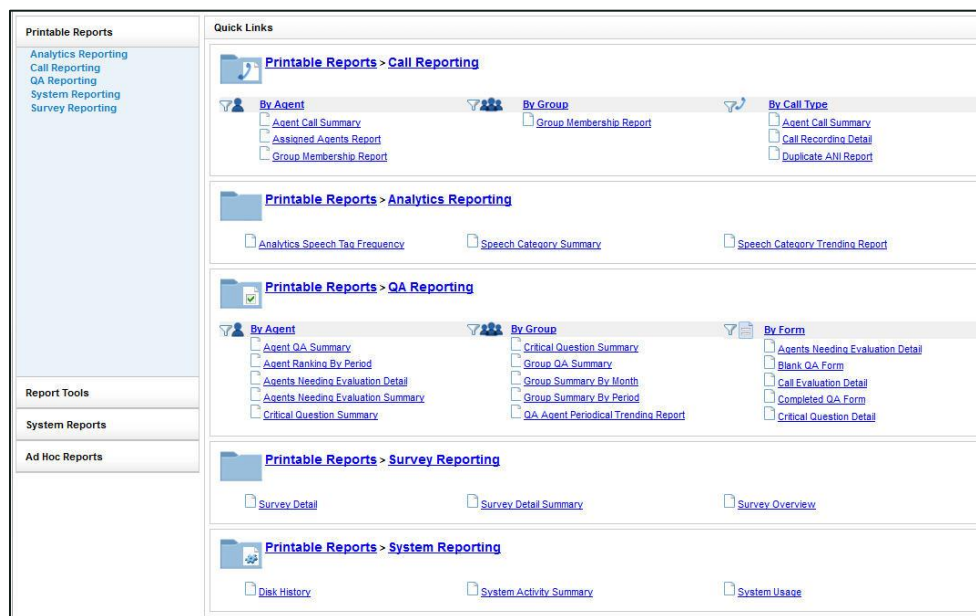 Printable Reports
Analytics Reporting
Call Reporting
QA Reporting
System Reporting
Survey Reporting
Report Tools
System Reports
Ad Hoc Reports
Quick Links
Printable Reports > Call Reporting
By Agent
Agent Call Summary
Assigned Agents Report
Group Membership Report
By Group
Group Membership Report
By Call Type
Agent Call Summary
Call Recording Detail
Duplicate ANI Report
Printable Reports > Analytics Reporting
Analytics Speech Tag Frequency
Speech Category Summary
Speech Category Trending Report
Printable Reports > QA Reporting
By Agent
Agent QA Summary
Agent Ranking By Period
Agents Needing Evaluation Detail
Agents Needing Evaluation Summary
Critical Question Summary
By Group
Critical Question Summary
Group QA Summary
Group Summary By Month
Group Summary By Period
QA Agent Periodical Trending Report
By Form
Agents Needing Evaluation Detail
Blank QA Form
Call Evaluation Detail
Completed QA Form
Critical Question Detail
Printable Reports > Survey Reporting
Survey Detail
Survey Detail Summary
Survey Overview
Printable Reports > System Reporting
Disk History
System Activity Summary
System Usage